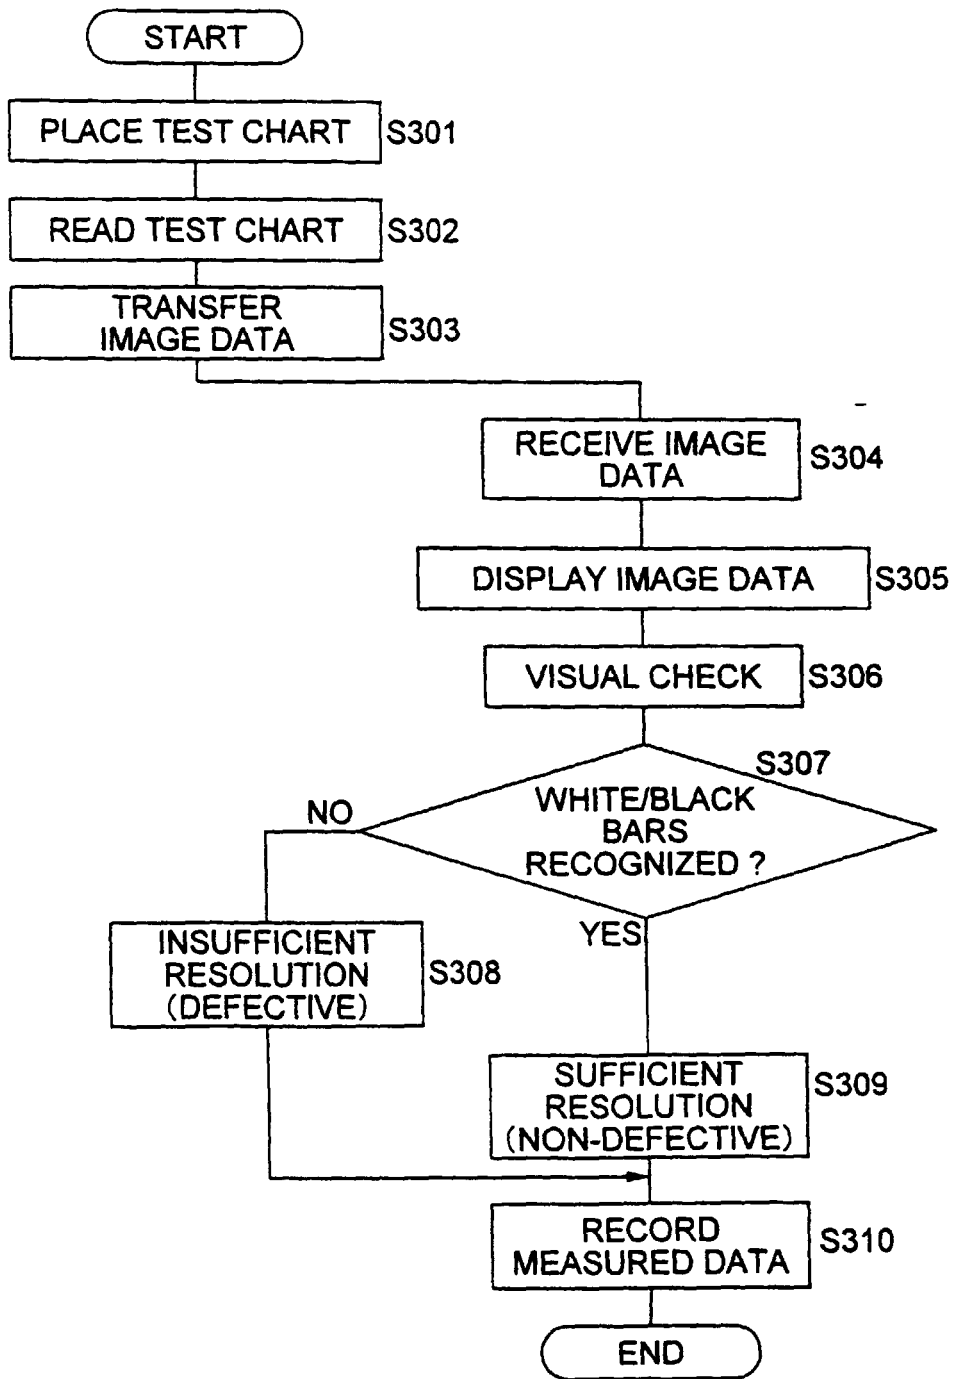 START
PLACE TEST CHART
S301
READ TEST CHART
S302
TRANSFER
IMAGE DATA
S303
RECEIVE IMAGE
DATA
S304
DISPLAY IMAGE DATA
S305
VISUAL CHECK
S306
S307
WHITE/BLACK
BARS
RECOGNIZED ?
NO
YES
INSUFFICIENT
RESOLUTION
(DEFECTIVE)
S308
SUFFICIENT
RESOLUTION
(NON-DEFECTIVE)
S309
RECORD
MEASURED DATA
S310
END